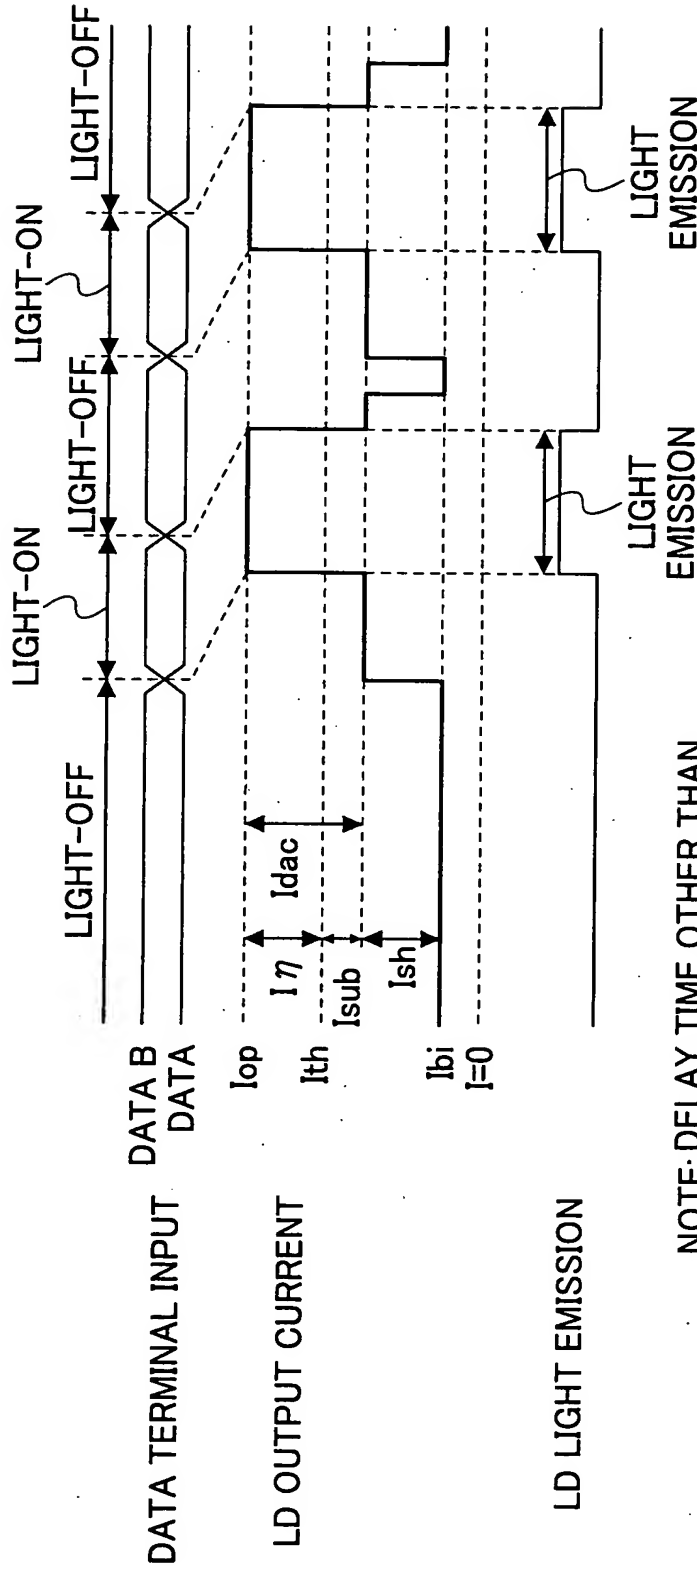 LIGHT-OFF
LIGHT-ON
LIGHT-OFF
LIGHT-ON
LIGHT-OFF
DATA TERMINAL INPUT
DATA B
DATA
LD OUTPUT CURRENT
Iop
Ith
Ibi
I=0
Iη
Isub
Ish
Idac
LD LIGHT EMISSION
LIGHT
EMISSION
LIGHT
EMISSION
NOTE: DELAY TIME OTHER THAN